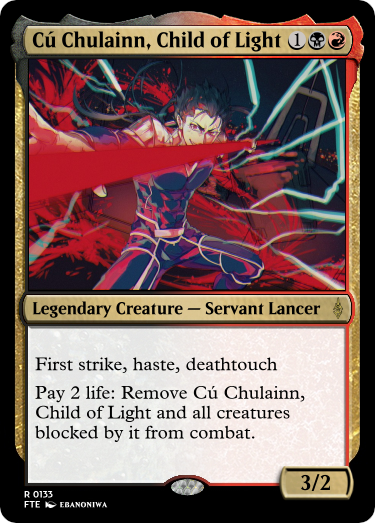 Cú Chulainn, Child of Light 1
Legendary Creature — Servant Lancer
First strike, haste, deathtouch
Pay 2 life: Remove Cú Chulainn,
Child of Light and all creatures
blocked by it from combat.
3/2
R 0133
FTE EBANONIWA